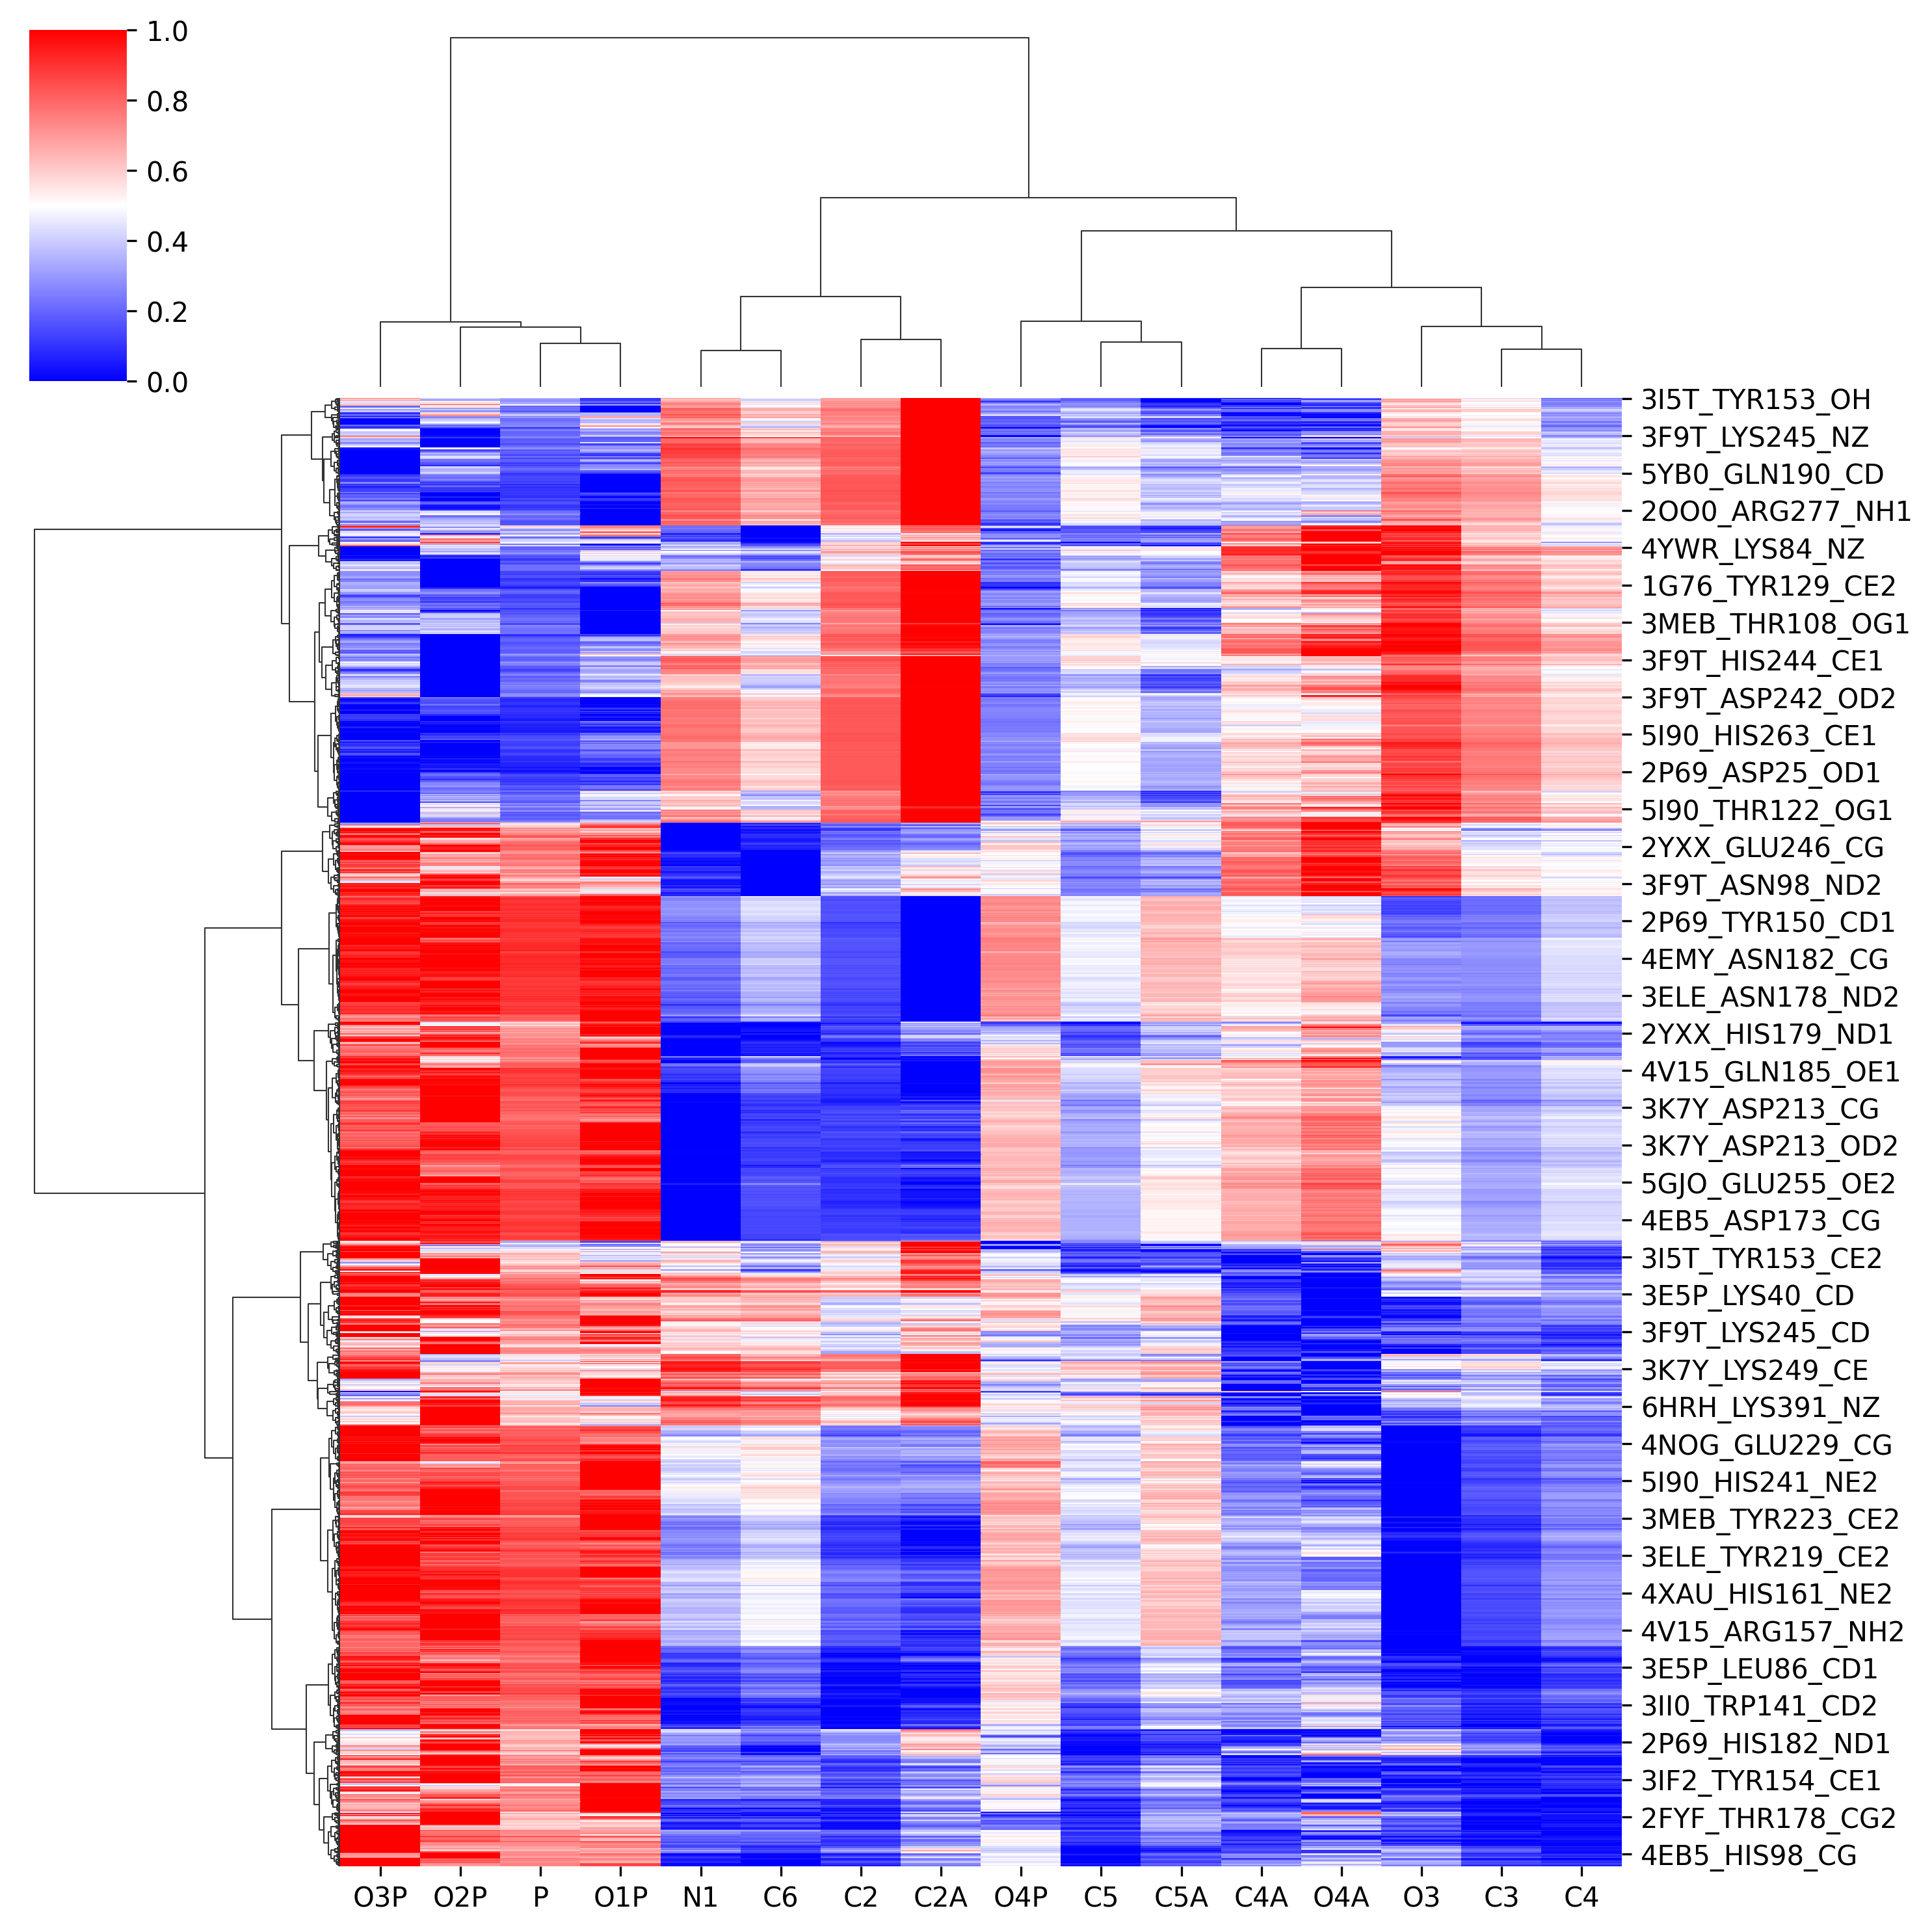 1.0
0.8
0.6
0.4
0.2
0.0
3I5T_TYR153_OH
3F9T_LYS245_NZ
5YB0_GLN190_CD
2OO0_ARG277_NH1
4YWR_LYS84_NZ
1G76_TYR129_CE2
3MEB_THR108_OG1
3F9T_HIS244_CE1
3F9T_ASP242_OD2
5I90_HIS263_CE1
2P69_ASP25_OD1
5I90_THR122_OG1
2YXX_GLU246_CG
3F9T_ASN98_ND2
2P69_TYR150_CD1
4EMY_ASN182_CG
3ELE_ASN178_ND2
2YXX_HIS179_ND1
4V15_GLN185_OE1
3K7Y_ASP213_CG
3K7Y_ASP213_OD2
5GJO_GLU255_OE2
4EB5_ASP173_CG
3I5T_TYR153_CE2
3E5P_LYS40_CD
3F9T_LYS245_CD
3K7Y_LYS249_CE
6HRH_LYS391_NZ
4NOG_GLU229_CG
5I90_HIS241_NE2
3MEB_TYR223_CE2
3ELE_TYR219_CE2
4XAU_HIS161_NE2
4V15_ARG157_NH2
3E5P_LEU86_CD1
3II0_TRP141_CD2
2P69_HIS182_ND1
3IF2_TYR154_CE1
2FYF_THR178_CG2
4EB5_HIS98_CG
O3P O2P P O1P N1 C6 C2 C2A O4P C5 C5A C4A O4A O3 C3 C4